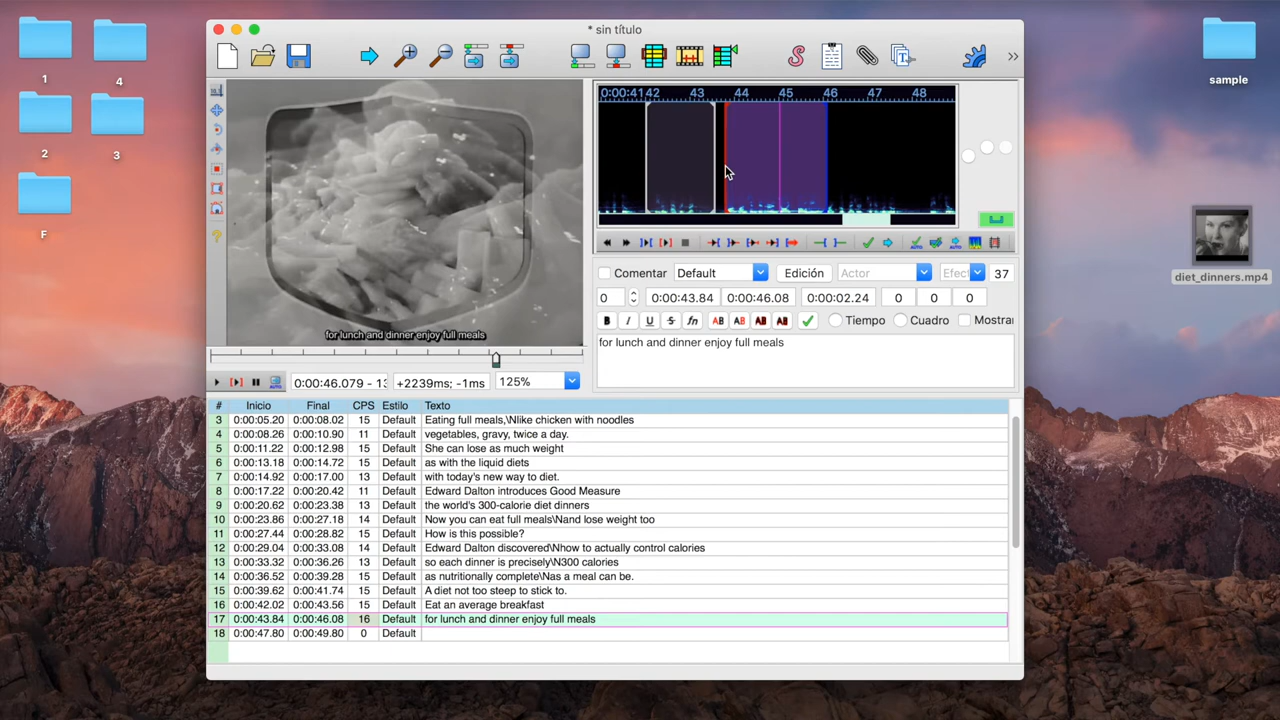 1
4
2
3
F
sample
diet_dinners.mp4
* sin título
0:00:41 42 43 44 45 46 47 48
for lunch and dinner enjoy full meals
Comentar Default Edición Actor 37
0 0:00:43.84 0:00:46.08 0:00:02.24 0 0 0
B I U S fn AB AB AB AB Tiempo Cuadro Mostra
for lunch and dinner enjoy full meals
0:00:46.079 - 13 +2239ms; -1ms 125%
# Inicio Final CPS Estilo Texto
3 0:00:05.20 0:00:08.02 15 Default Eating full meals,\Nlike chicken with noodles
4 0:00:08.26 0:00:10.90 11 Default vegetables, gravy, twice a day.
5 0:00:11.22 0:00:12.98 15 Default She can lose as much weight
6 0:00:13.18 0:00:14.72 15 Default as with the liquid diets
7 0:00:14.92 0:00:17.00 13 Default with today's new way to diet.
8 0:00:17.22 0:00:20.42 11 Default Edward Dalton introduces Good Measure
9 0:00:20.62 0:00:23.38 13 Default the world's 300-calorie diet dinners
10 0:00:23.86 0:00:27.18 14 Default Now you can eat full meals\Nand lose weight too
11 0:00:27.44 0:00:28.82 15 Default How is this possible?
12 0:00:29.04 0:00:33.08 14 Default Edward Dalton discovered\Nhow to actually control calories
13 0:00:33.32 0:00:36.26 13 Default so each dinner is precisely\N300 calories
14 0:00:36.52 0:00:39.28 15 Default as nutritionally complete\Nas a meal can be.
15 0:00:39.62 0:00:41.74 15 Default A diet not too steep to stick to.
16 0:00:42.02 0:00:43.56 15 Default Eat an average breakfast
17 0:00:43.84 0:00:46.08 16 Default for lunch and dinner enjoy full meals
18 0:00:47.80 0:00:49.80 0 Default